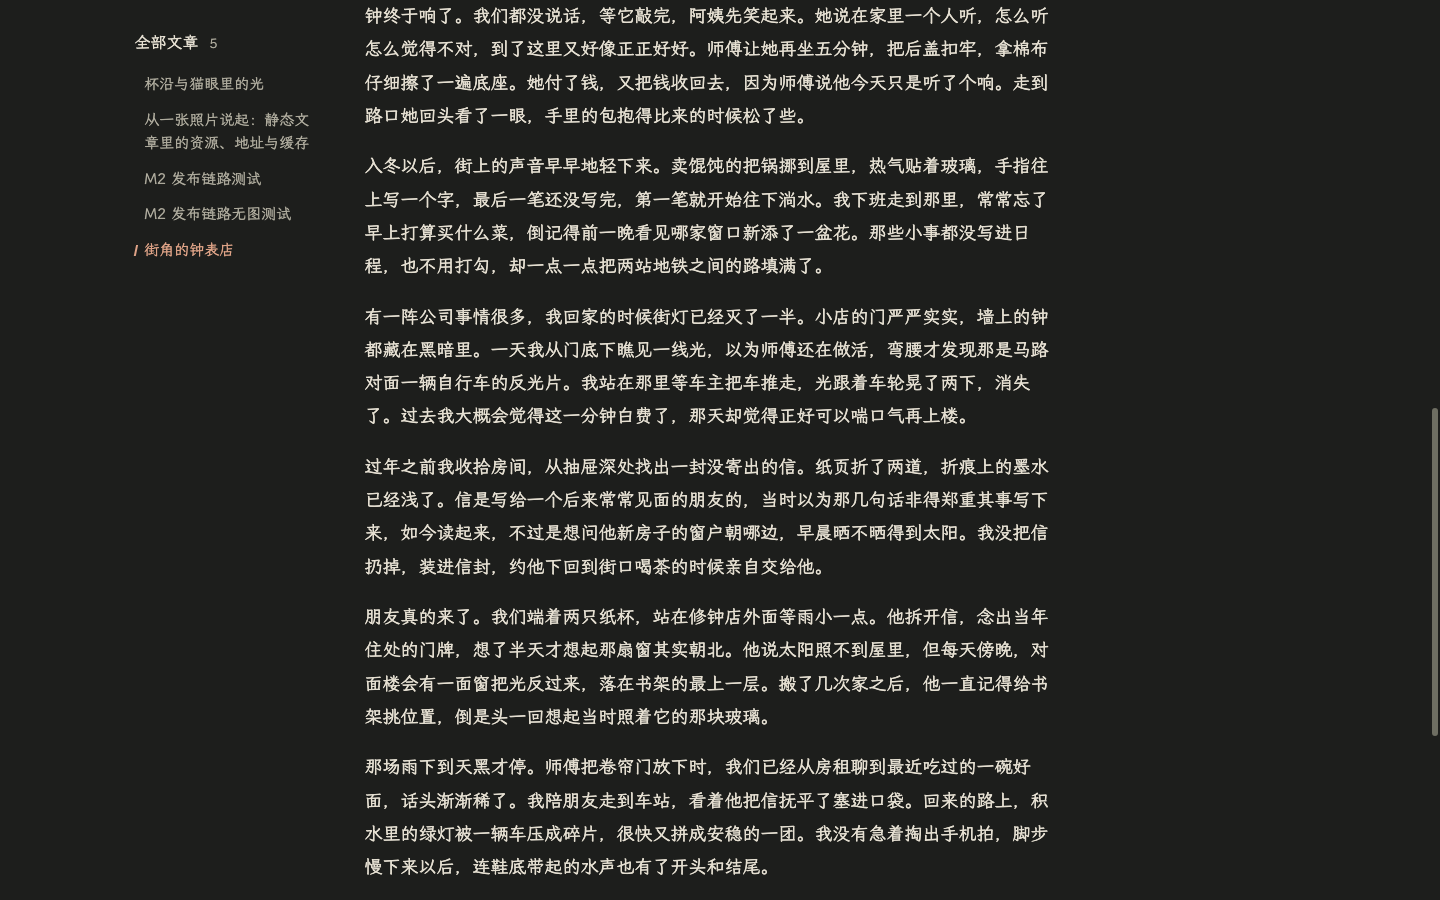 全部文章 5
杯沿与猫眼里的光
从一张照片说起：静态文
章里的资源、地址与缓存
M2 发布链路测试
M2 发布链路无图测试
/ 街角的钟表店
钟终于响了。我们都没说话，等它敲完，阿姨先笑起来。她说在家里一个人听，怎么听
怎么觉得不对，到了这里又好像正正好好。师傅让她再坐五分钟，把后盖扣牢，拿棉布
仔细擦了一遍底座。她付了钱，又把钱收回去，因为师傅说他今天只是听了个响。走到
路口她回头看了一眼，手里的包抱得比来的时候松了些。
入冬以后，街上的声音早早地轻下来。卖馄饨的把锅挪到屋里，热气贴着玻璃，手指往
上写一个字，最后一笔还没写完，第一笔就开始往下淌水。我下班走到那里，常常忘了
早上打算买什么菜，倒记得前一晚看见哪家窗口新添了一盆花。那些小事都没写进日
程，也不用打勾，却一点一点把两站地铁之间的路填满了。
有一阵公司事情很多，我回家的时候街灯已经灭了一半。小店的门严严实实，墙上的钟
都藏在黑暗里。一天我从门底下瞧见一线光，以为师傅还在做活，弯腰才发现那是马路
对面一辆自行车的反光片。我站在那里等车主把车推走，光跟着车轮晃了两下，消失
了。过去我大概会觉得这一分钟白费了，那天却觉得正好可以喘口气再上楼。
过年之前我收拾房间，从抽屉深处找出一封没寄出的信。纸页折了两道，折痕上的墨水
已经浅了。信是写给一个后来常常见面的朋友的，当时以为那几句话非得郑重其事写下
来，如今读起来，不过是想问他新房子的窗户朝哪边，早晨晒不晒得到太阳。我没把信
扔掉，装进信封，约他下回到街口喝茶的时候亲自交给他。
朋友真的来了。我们端着两只纸杯，站在修钟店外面等雨小一点。他拆开信，念出当年
住处的门牌，想了半天才想起那扇窗其实朝北。他说太阳照不到屋里，但每天傍晚，对
面楼会有一面窗把光反过来，落在书架的最上一层。搬了几次家之后，他一直记得给书
架挑位置，倒是头一回想起当时照着它的那块玻璃。
那场雨下到天黑才停。师傅把卷帘门放下时，我们已经从房租聊到最近吃过的一碗好
面，话头渐渐稀了。我陪朋友走到车站，看着他把信抚平了塞进口袋。回来的路上，积
水里的绿灯被一辆车压成碎片，很快又拼成安稳的一团。我没有急着掏出手机拍，脚步
慢下来以后，连鞋底带起的水声也有了开头和结尾。